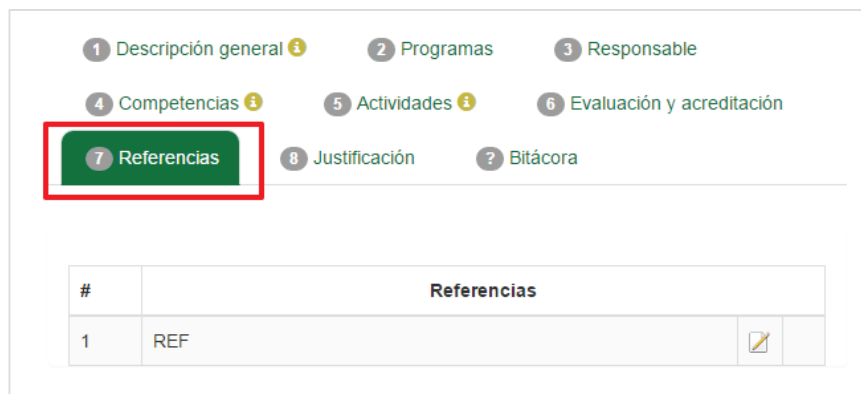 1 Descripción general i 2 Programas 3 Responsable
4 Competencias i 5 Actividades i 6 Evaluación y acreditación
7 Referencias 8 Justificación ? Bitácora
# Referencias
1 REF